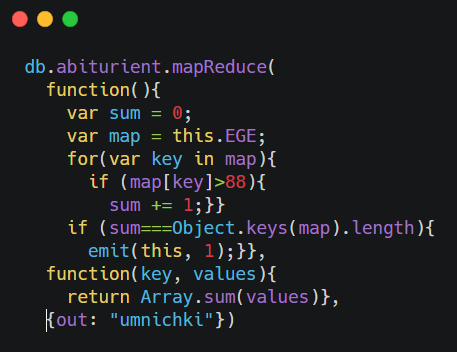 db.abiturient.mapReduce(
function(){
var sum = 0;
var map = this.EGE;
for(var key in map){
if (map[key]>88){
sum += 1;}}
if (sum===Object.keys(map).length){
emit(this, 1);}},
function(key, values){
return Array.sum(values)},
{out: "umnichki"})